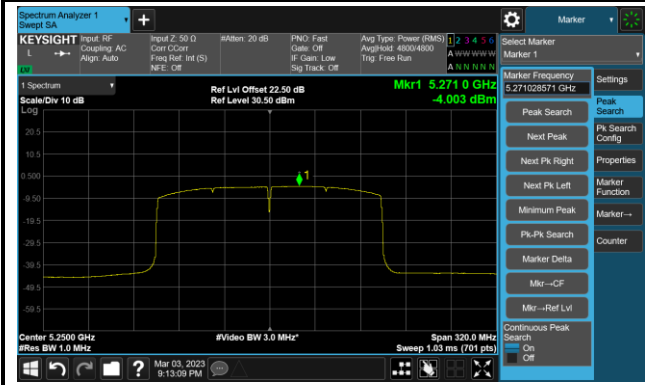 Spectrum Analyzer 1
Swept SA
Marker
KEYSIGHT
Input: RF
Coupling: AC
Align: Auto
Input Z: 50 Ω
Corr CCorr
Freq Ref: Int (S)
NFE: Off
#Atten: 20 dB
PNO: Fast
Gate: Off
IF Gain: Low
Sig Track: Off
Avg Type: Power (RMS)
Avg|Hold: 4800/4800
Trig: Free Run
1 2 3 4 5 6
A W W W W W
A N N N N N
L
LXI
1 Spectrum
Scale/Div 10 dB
Log
Ref Lvl Offset 22.50 dB
Ref Level 30.50 dBm
Mkr1 5.271 0 GHz
-4.003 dBm
20.5
10.5
0.500
-9.50
-19.5
-29.5
-39.5
-49.5
-59.5
1
Center 5.2500 GHz
#Res BW 1.0 MHz
#Video BW 3.0 MHz*
Span 320.0 MHz
Sweep 1.03 ms (701 pts)
Mar 03, 2023
9:13:09 PM
Select Marker
Marker 1
Marker Frequency
5.271028571 GHz
Peak Search
Next Peak
Next Pk Right
Next Pk Left
Minimum Peak
Pk-Pk Search
Marker Delta
Mkr→CF
Mkr→Ref Lvl
Continuous Peak
Search
On
Off
Settings
Peak
Search
Pk Search
Config
Properties
Marker
Function
Marker→
Counter